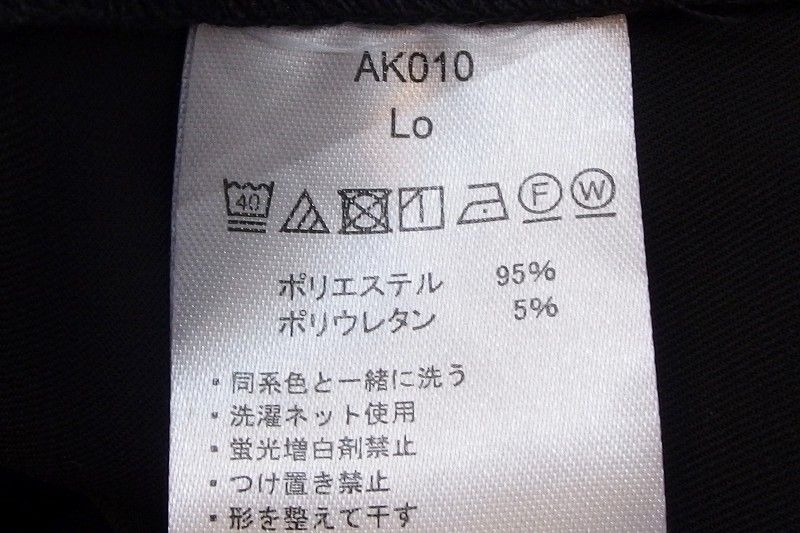 AK010
Lo
40 F W
ポリエステル 95%
ポリウレタン 5%
・同系色と一緒に洗う
・洗濯ネット使用
・蛍光増白剤禁止
・つけ置き禁止
・形を整えて干す